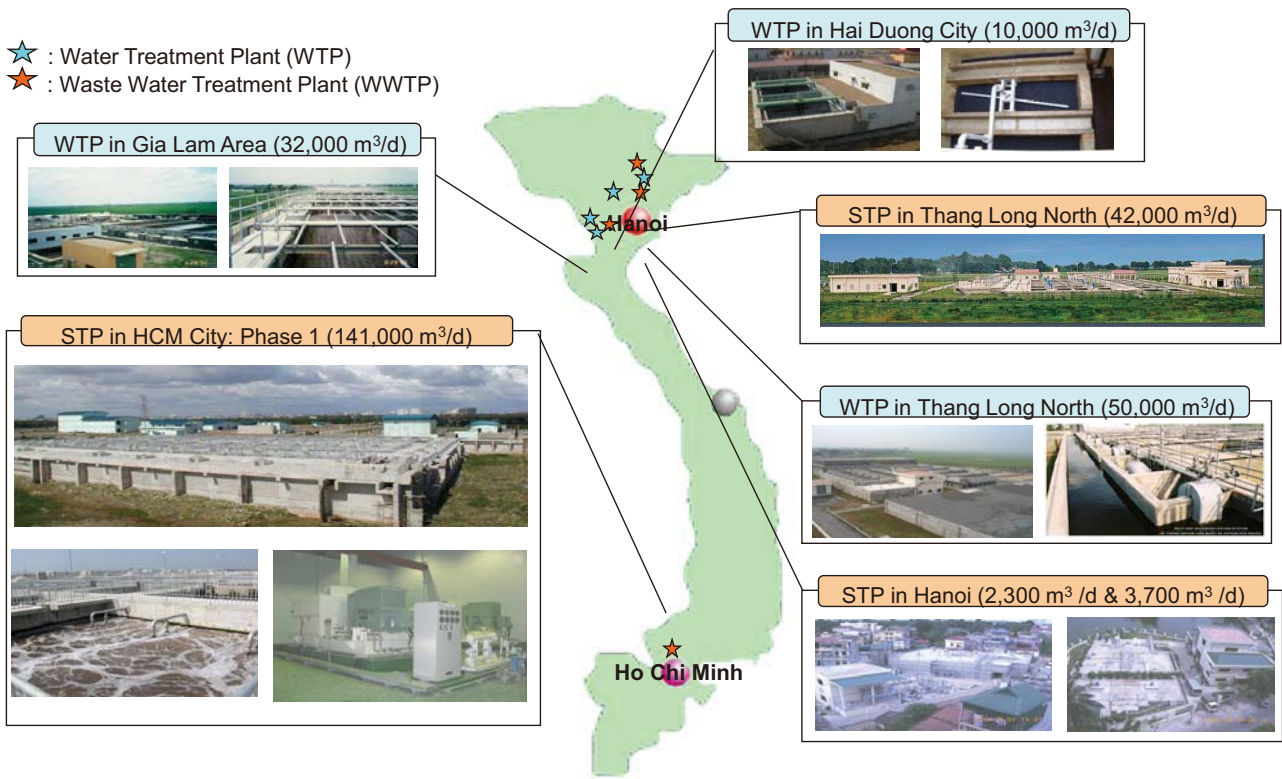 : Water Treatment Plant (WTP)
: Waste Water Treatment Plant (WWTP)
WTP in Hai Duong City (10,000 m³/d)
WTP in Gia Lam Area (32,000 m³/d)
Hanoi
STP in Thang Long North (42,000 m³/d)
STP in HCM City: Phase 1 (141,000 m³/d)
WTP in Thang Long North (50,000 m³/d)
STP in Hanoi (2,300 m³ /d & 3,700 m³ /d)
Ho Chi Minh